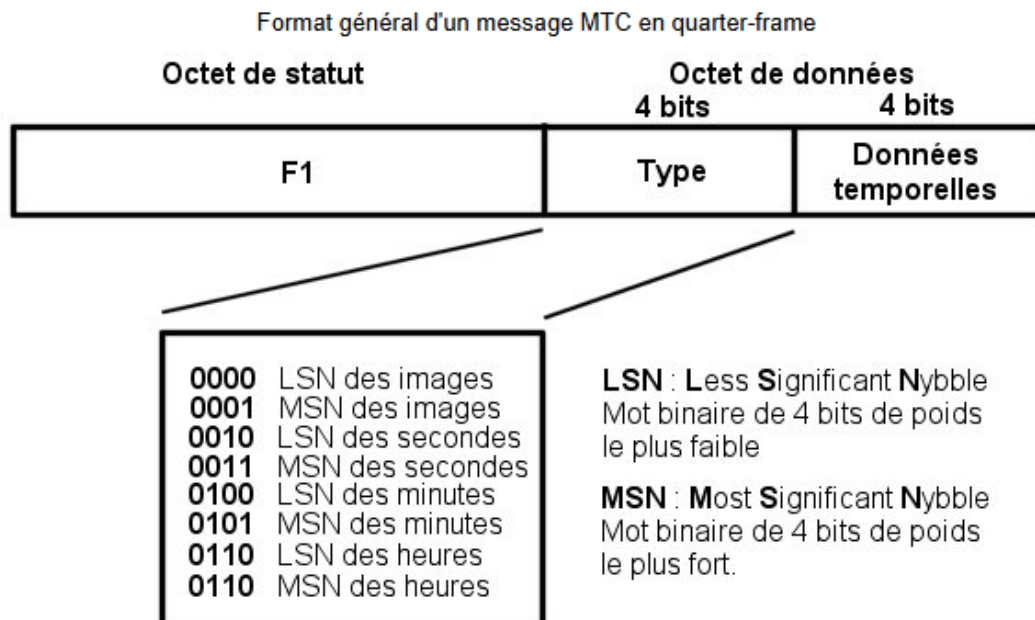 Format général d'un message MTC en quarter-frame
Octet de statut
Octet de données
4 bits
4 bits
F1
Type
Données
temporelles
0000 LSN des images
0001 MSN des images
0010 LSN des secondes
0011 MSN des secondes
0100 LSN des minutes
0101 MSN des minutes
0110 LSN des heures
0110 MSN des heures
LSN : Less Significant Nybble
Mot binaire de 4 bits de poids
le plus faible
MSN : Most Significant Nybble
Mot binaire de 4 bits de poids
le plus fort.